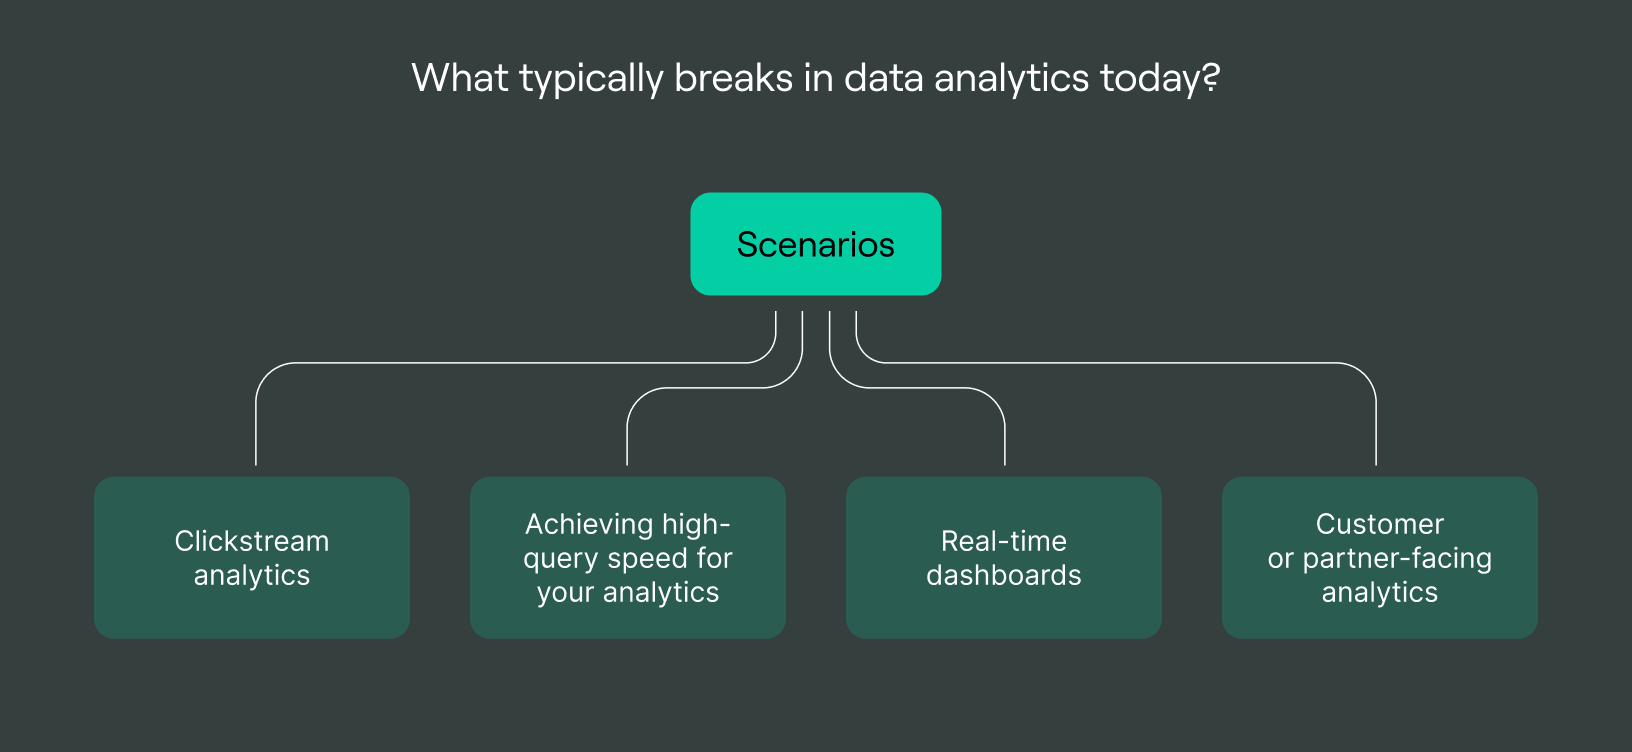 What typically breaks in data analytics today?
Scenarios
Clickstream
analytics
Achieving high-
query speed for
your analytics
Real-time
dashboards
Customer
or partner-facing
analytics